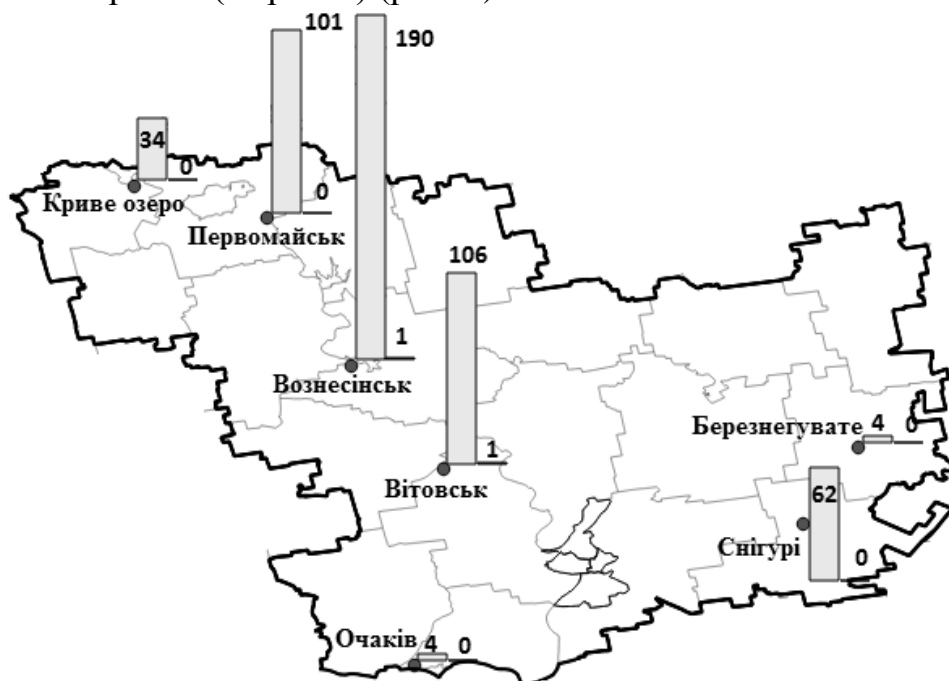 101
190
34
0
Криве озеро
0
Первомайськ
106
1
Вознесінськ
Березнегувате
4
0
1
Вітовськ
62
Снігурі
0
Очаків
4
0